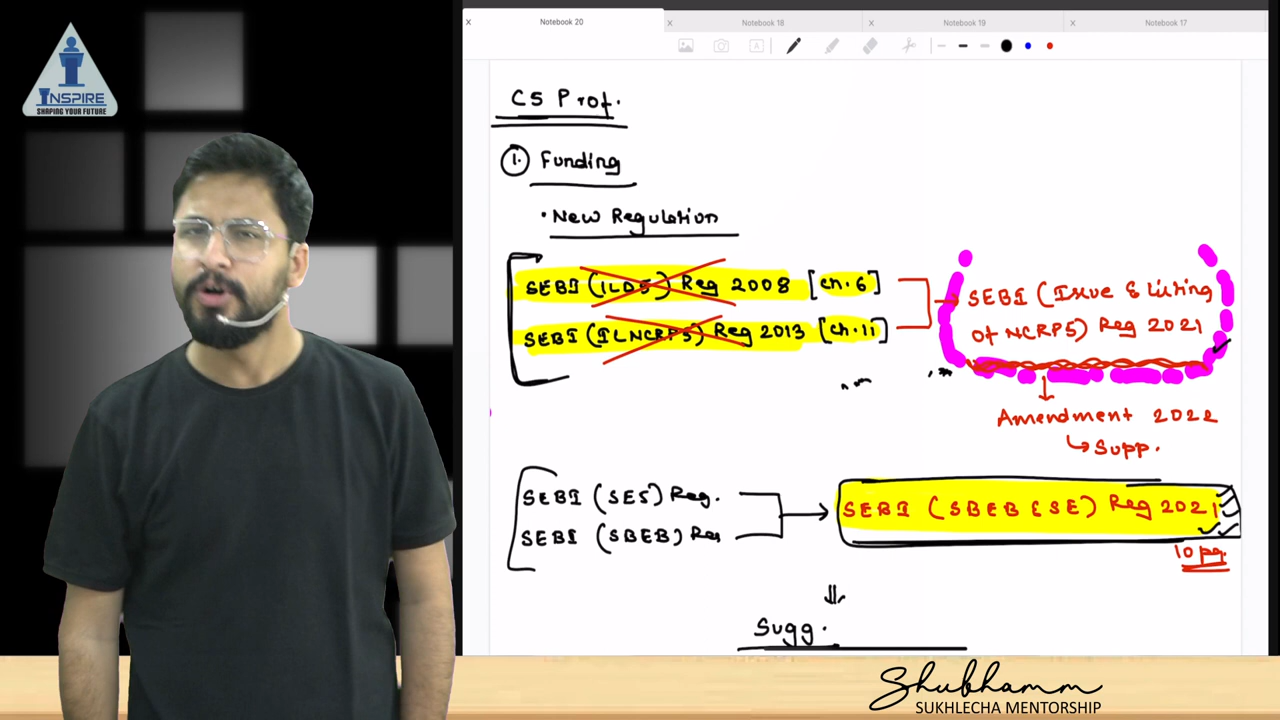 INSPIRE
SHAPING YOUR FUTURE
Notebook 20
Notebook 18
Notebook 19
Notebook 17
CS Prof.
1. Funding
• New Regulation
SEBI (ILDS) Reg 2008 [ch.6]
SEBI (ILNCRPS) Reg 2013 [ch.11]
SEBI (Issue & Listing
of NCRPS) Reg 2021
Amendment 2022
↳ Supp.
SEBI (SES) Reg.
SEBI (SBEB) Reg
SEBI (SBEB & SE) Reg 2021
10 pg.
Sugg.
Shubhamm
SUKHLECHA MENTORSHIP